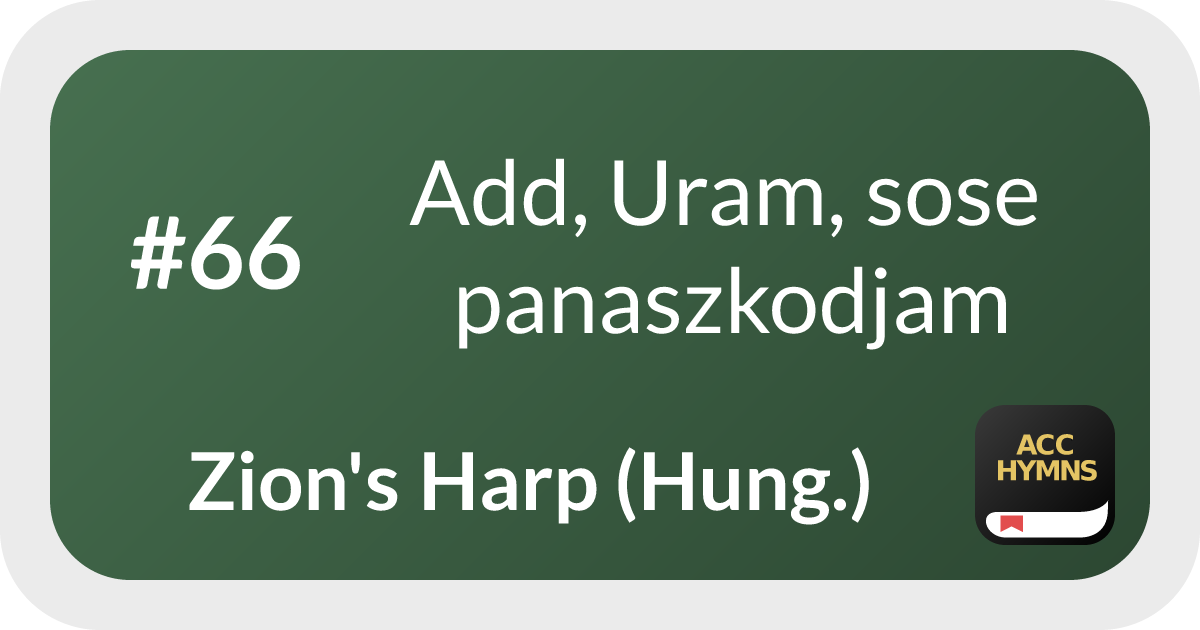 #66
Add, Uram, sose
panaszkodjam
Zion's Harp (Hung.)
ACC
HYMNS